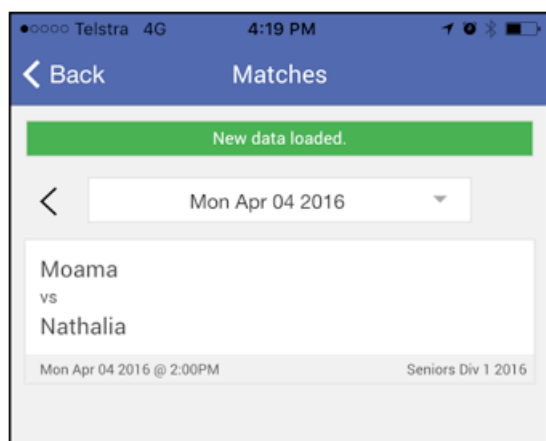 Telstra 4G 4:19 PM
Back Matches
New data loaded.
Mon Apr 04 2016
Moama
vs
Nathalia
Mon Apr 04 2016 @ 2:00PM Seniors Div 1 2016